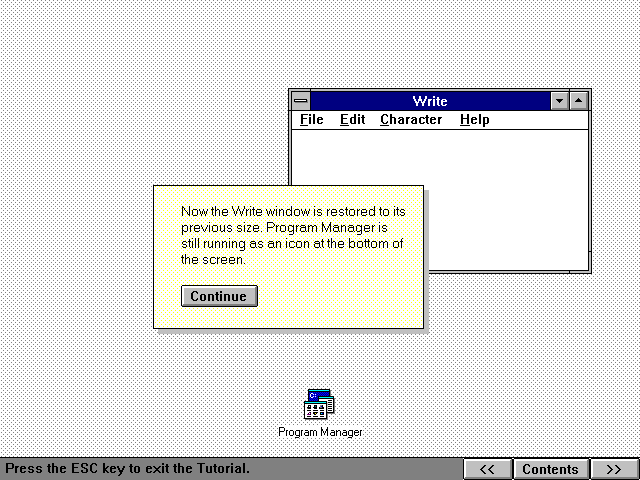 Write
File Edit Character Help
Now the Write window is restored to its
previous size. Program Manager is
still running as an icon at the bottom of
the screen.
Continue
Program Manager
Press the ESC key to exit the Tutorial. << Contents >>